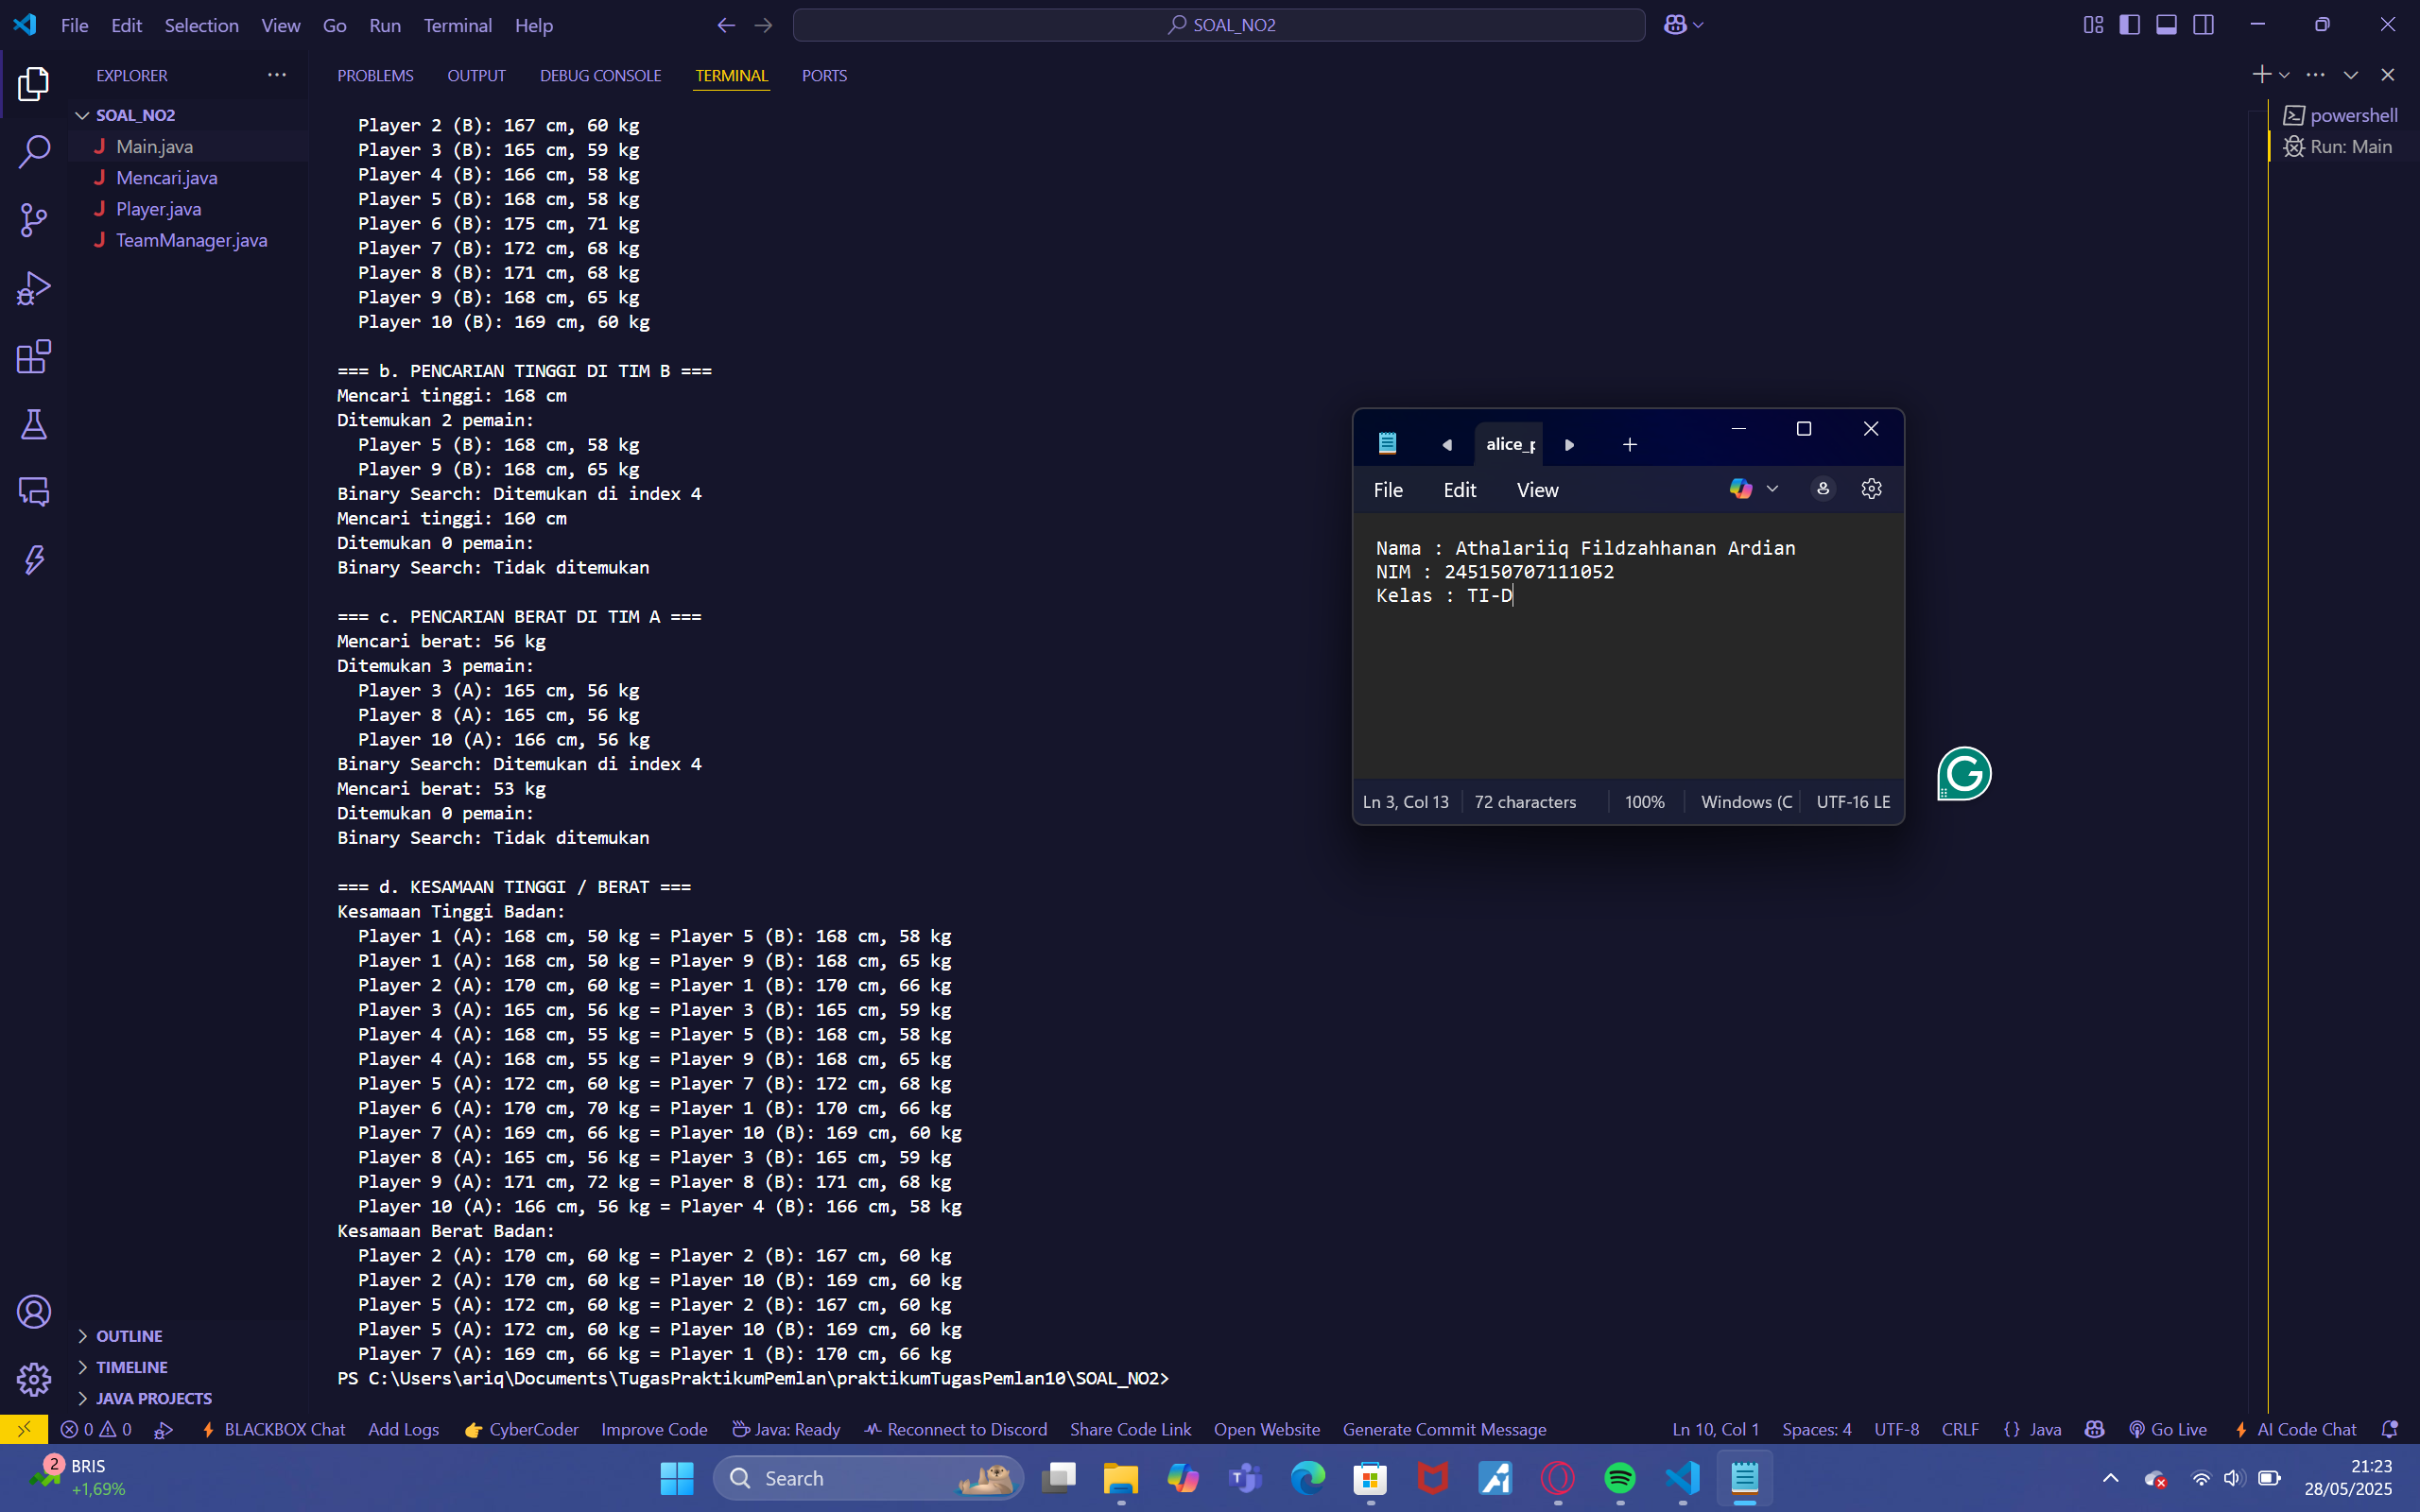 File Edit Selection View Go Run Terminal Help
SOAL_NO2
EXPLORER
SOAL_NO2
Main.java
Mencari.java
Player.java
TeamManager.java
OUTLINE
TIMELINE
JAVA PROJECTS
PROBLEMS OUTPUT DEBUG CONSOLE TERMINAL PORTS
Player 2 (B): 167 cm, 60 kg
Player 3 (B): 165 cm, 59 kg
Player 4 (B): 166 cm, 58 kg
Player 5 (B): 168 cm, 58 kg
Player 6 (B): 175 cm, 71 kg
Player 7 (B): 172 cm, 68 kg
Player 8 (B): 171 cm, 68 kg
Player 9 (B): 168 cm, 65 kg
Player 10 (B): 169 cm, 60 kg
=== b. PENCARIAN TINGGI DI TIM B ===
Mencari tinggi: 168 cm
Ditemukan 2 pemain:
Player 5 (B): 168 cm, 58 kg
Player 9 (B): 168 cm, 65 kg
Binary Search: Ditemukan di index 4
Mencari tinggi: 160 cm
Ditemukan 0 pemain:
Binary Search: Tidak ditemukan
=== c. PENCARIAN BERAT DI TIM A ===
Mencari berat: 56 kg
Ditemukan 3 pemain:
Player 3 (A): 165 cm, 56 kg
Player 8 (A): 165 cm, 56 kg
Player 10 (A): 166 cm, 56 kg
Binary Search: Ditemukan di index 4
Mencari berat: 53 kg
Ditemukan 0 pemain:
Binary Search: Tidak ditemukan
=== d. KESAMAAN TINGGI / BERAT ===
Kesamaan Tinggi Badan:
Player 1 (A): 168 cm, 50 kg = Player 5 (B): 168 cm, 58 kg
Player 1 (A): 168 cm, 50 kg = Player 9 (B): 168 cm, 65 kg
Player 2 (A): 170 cm, 60 kg = Player 1 (B): 170 cm, 66 kg
Player 3 (A): 165 cm, 56 kg = Player 3 (B): 165 cm, 59 kg
Player 4 (A): 168 cm, 55 kg = Player 5 (B): 168 cm, 58 kg
Player 4 (A): 168 cm, 55 kg = Player 9 (B): 168 cm, 65 kg
Player 5 (A): 172 cm, 60 kg = Player 7 (B): 172 cm, 68 kg
Player 6 (A): 170 cm, 70 kg = Player 1 (B): 170 cm, 66 kg
Player 7 (A): 169 cm, 66 kg = Player 10 (B): 169 cm, 60 kg
Player 8 (A): 165 cm, 56 kg = Player 3 (B): 165 cm, 59 kg
Player 9 (A): 171 cm, 72 kg = Player 8 (B): 171 cm, 68 kg
Player 10 (A): 166 cm, 56 kg = Player 4 (B): 166 cm, 58 kg
Kesamaan Berat Badan:
Player 2 (A): 170 cm, 60 kg = Player 2 (B): 167 cm, 60 kg
Player 2 (A): 170 cm, 60 kg = Player 10 (B): 169 cm, 60 kg
Player 5 (A): 172 cm, 60 kg = Player 2 (B): 167 cm, 60 kg
Player 5 (A): 172 cm, 60 kg = Player 10 (B): 169 cm, 60 kg
Player 7 (A): 169 cm, 66 kg = Player 1 (B): 170 cm, 66 kg
PS C:\Users\ariq\Documents\TugasPraktikumPemlan\praktikumTugasPemlan10\SOAL_NO2>
powershell
Run: Main
alice_p
File Edit View
Nama : Athalariiq Fildzahhanan Ardian
NIM : 245150707111052
Kelas : TI-D
Ln 3, Col 13 72 characters 100% Windows (C UTF-16 LE
0 0 BLACKBOX Chat Add Logs CyberCoder Improve Code Java: Ready Reconnect to Discord Share Code Link Open Website Generate Commit Message Ln 10, Col 1 Spaces: 4 UTF-8 CRLF {} Java Go Live AI Code Chat
2 BRIS
+1,69%
Search
21:23
28/05/2025